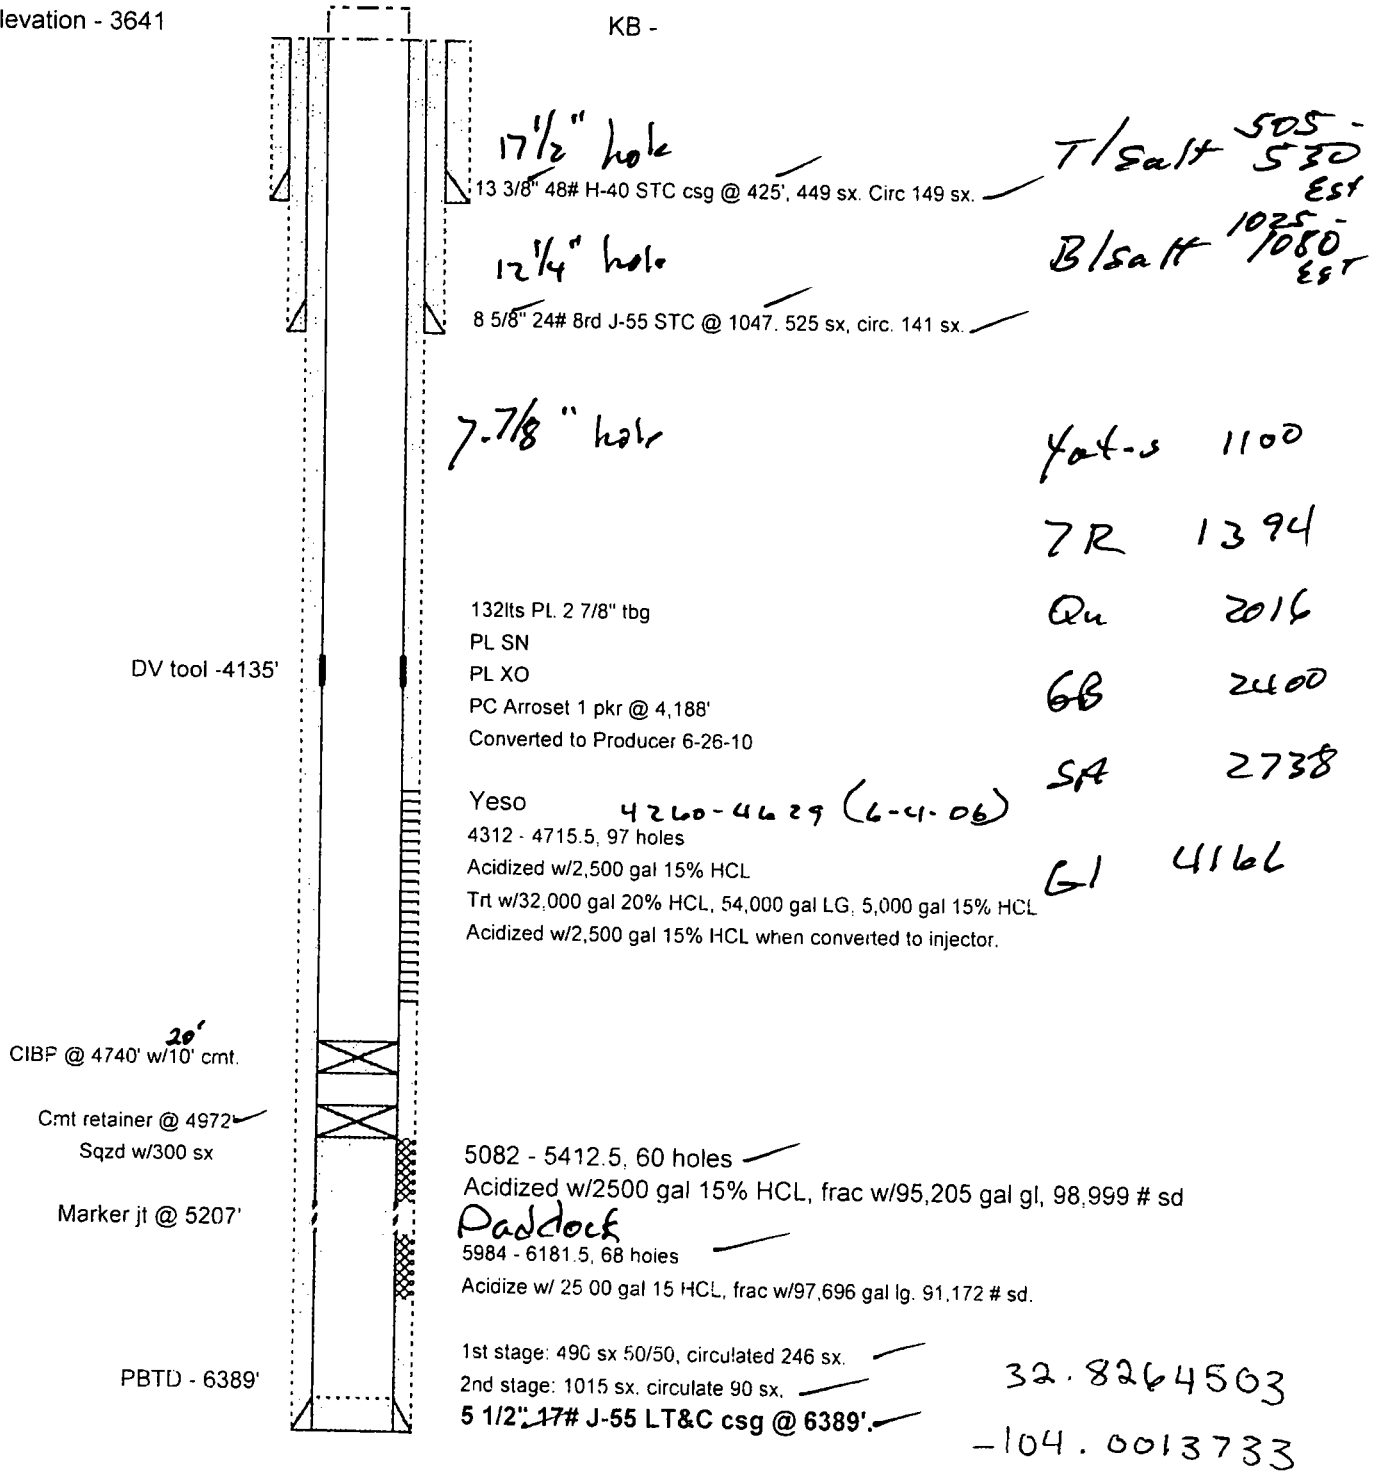 levation - 3641
KB -
17 1/2" hole
13 3/8" 48# H-40 STC csg @ 425', 449 sx. Circ 149 sx.
T/Salt 505 - 530 Est
12 1/4" hole
B/Salt 1025 - 1080 EST
8 5/8" 24# 8rd J-55 STC @ 1047. 525 sx, circ. 141 sx.
7-7/8" hole
Yates 1100
7R 1394
132lts PL. 2 7/8" tbg
Qu 2016
PL SN
DV tool -4135'
PL XO
GB 2400
PC Arroset 1 pkr @ 4,188'
Converted to Producer 6-26-10
SA 2738
Yeso 4260-4629 (6-4-06)
4312 - 4715.5, 97 holes
Acidized w/2,500 gal 15% HCL
Gl 4166
Trt w/32,000 gal 20% HCL, 54,000 gal LG, 5,000 gal 15% HCL
Acidized w/2,500 gal 15% HCL when converted to injector.
20'
CIBP @ 4740' w/10' cmt.
Cmt retainer @ 4972'
Sqzd w/300 sx
5082 - 5412.5, 60 holes
Acidized w/2500 gal 15% HCL, frac w/95,205 gal gl, 98,999 # sd
Marker jt @ 5207'
Paddock
5984 - 6181.5, 68 holes
Acidize w/ 25 00 gal 15 HCL, frac w/97,696 gal lg. 91,172 # sd.
1st stage: 490 sx 50/50, circulated 246 sx.
PBTD - 6389'
2nd stage: 1015 sx. circulate 90 sx.
32.8264503
5 1/2" 17# J-55 LT&C csg @ 6389'.
-104.0013733